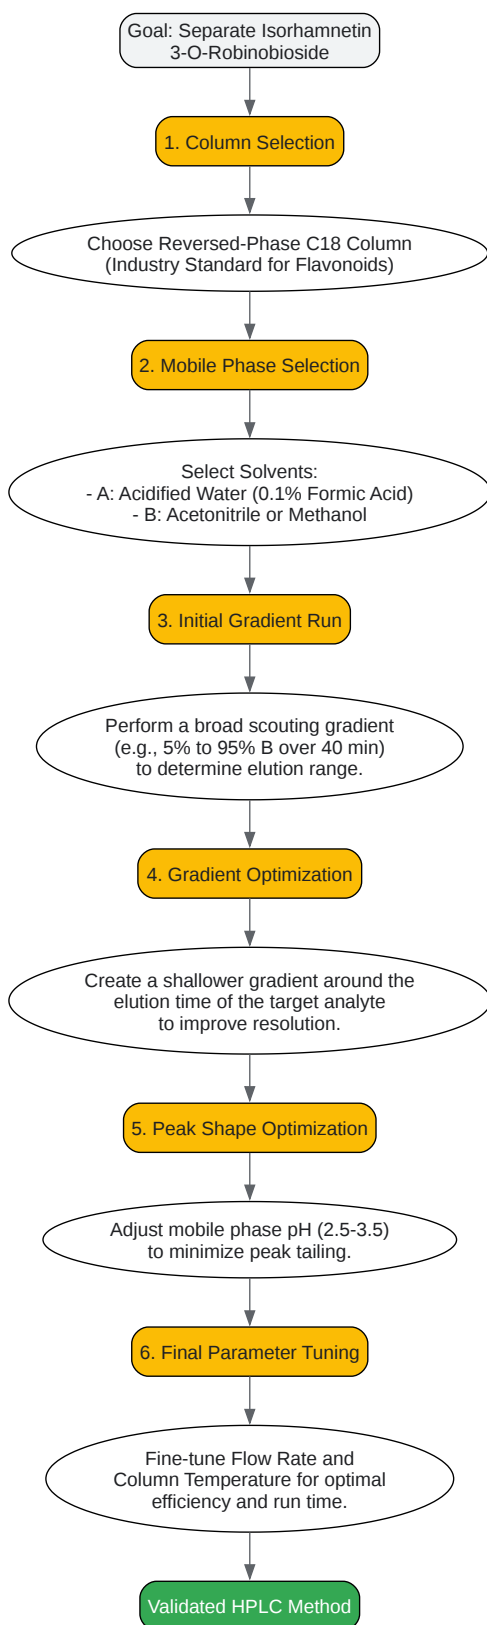 Goal: Separate Isorhamnetin
3-O-Robinobioside
1. Column Selection
Choose Reversed-Phase C18 Column
(Industry Standard for Flavonoids)
2. Mobile Phase Selection
Select Solvents:
- A: Acidified Water (0.1% Formic Acid)
- B: Acetonitrile or Methanol
3. Initial Gradient Run
Perform a broad scouting gradient
(e.g., 5% to 95% B over 40 min)
to determine elution range.
4. Gradient Optimization
Create a shallower gradient around the
elution time of the target analyte
to improve resolution.
5. Peak Shape Optimization
Adjust mobile phase pH (2.5-3.5)
to minimize peak tailing.
6. Final Parameter Tuning
Fine-tune Flow Rate and
Column Temperature for optimal
efficiency and run time.
Validated HPLC Method